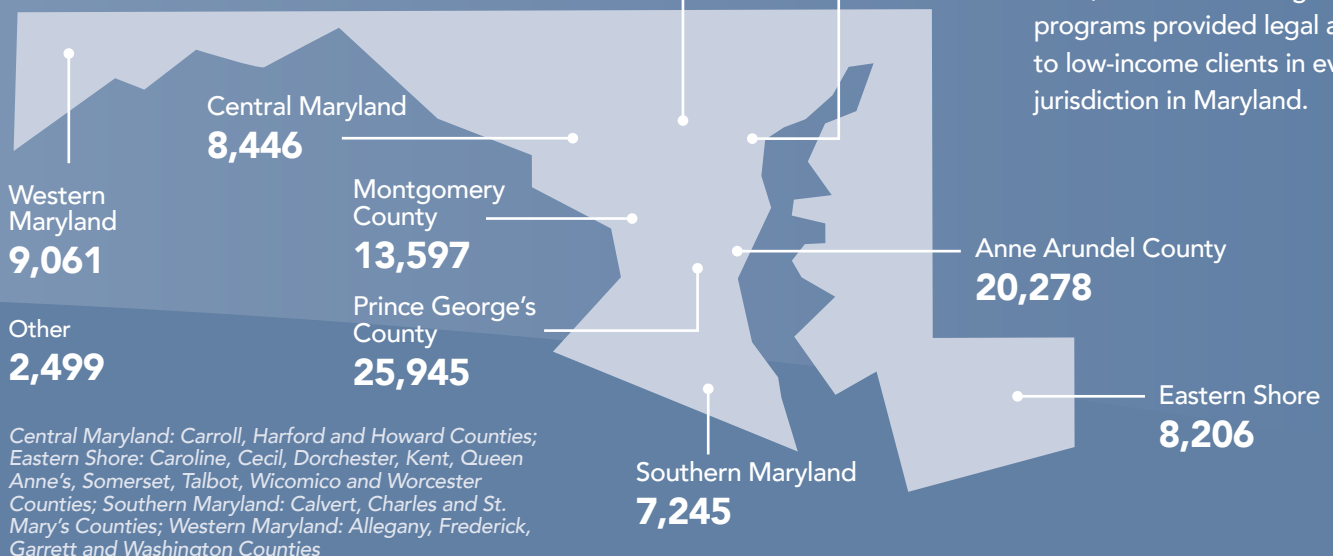 programs provided legal
to low-income clients in
jurisdiction in Maryland.
Central Maryland
8,446
Western
Maryland
9,061
Montgomery
County
13,597
Anne Arundel County
20,278
Prince George’s
County
25,945
Other
2,499
Eastern Shore
8,206
Southern Maryland
7,245
Central Maryland: Carroll, Harford and Howard Counties;
Eastern Shore: Caroline, Cecil, Dorchester, Kent, Queen
Anne’s, Somerset, Talbot, Wicomico and Worcester
Counties; Southern Maryland: Calvert, Charles and St.
Mary’s Counties; Western Maryland: Allegany, Frederick,
Garrett and Washington Counties